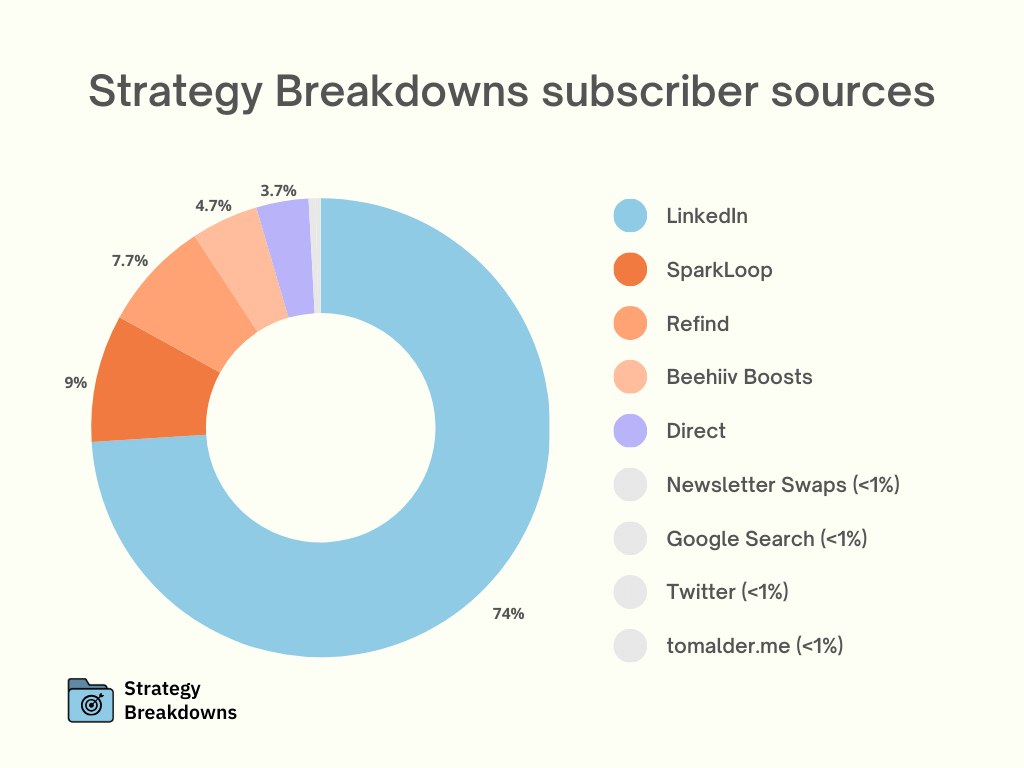 Strategy Breakdowns subscriber sources
3.7%
4.7%
7.7%
9%
74%
LinkedIn
SparkLoop
Refind
Beehiiv Boosts
Direct
Newsletter Swaps (<1%)
Google Search (<1%)
Twitter (<1%)
tomalder.me (<1%)
Strategy
Breakdowns